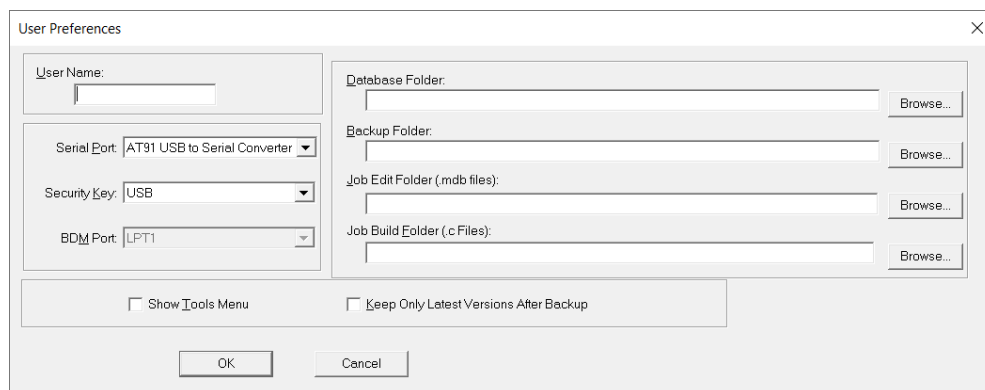 User Preferences
User Name:
Serial Port: AT91 USB to Serial Converter
Security Key: USB
BDM Port: LPT1
Database Folder:
Browse...
Backup Folder:
Browse...
Job Edit Folder (.mdb files):
Browse...
Job Build Folder (.c Files):
Browse...
Show Tools Menu
Keep Only Latest Versions After Backup
OK
Cancel